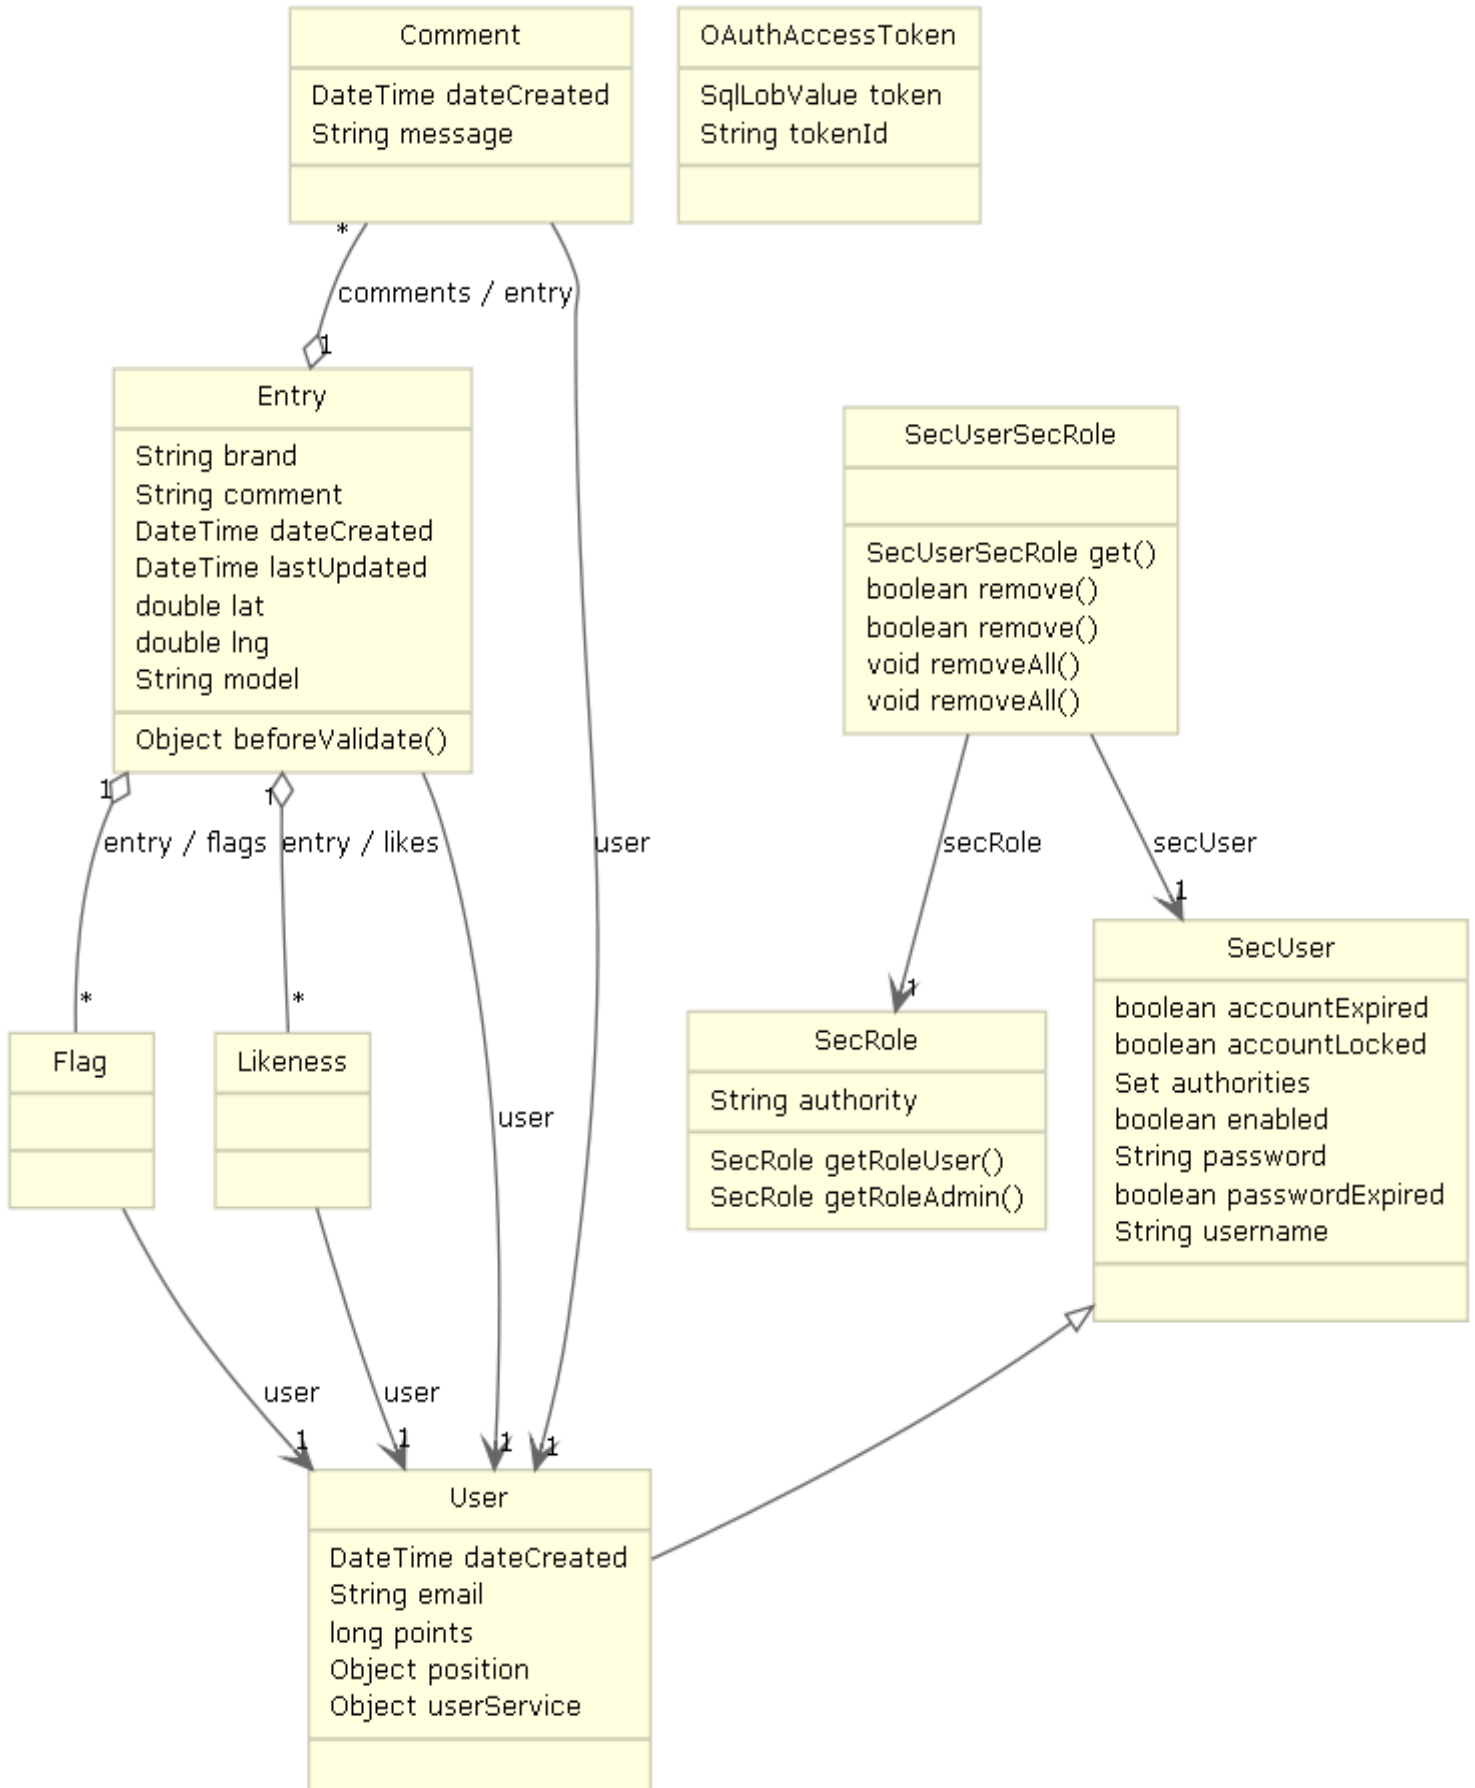 Comment
DateTime dateCreated
String message
OAuthAccessToken
SqlLobValue token
String tokenId
*
comments / entry
1
Entry
String brand
String comment
DateTime dateCreated
DateTime lastUpdated
double lat
double lng
String model
Object beforeValidate()
SecUserSecRole
SecUserSecRole get()
boolean remove()
boolean remove()
void removeAll()
void removeAll()
1
1
entry / flags
entry / likes
user
secRole
secUser
1
*
*
1
user
Flag
Likeness
SecRole
String authority
SecRole getRoleUser()
SecRole getRoleAdmin()
SecUser
boolean accountExpired
boolean accountLocked
Set authorities
boolean enabled
String password
boolean passwordExpired
String username
user
user
1
1
1
1
User
DateTime dateCreated
String email
long points
Object position
Object userService